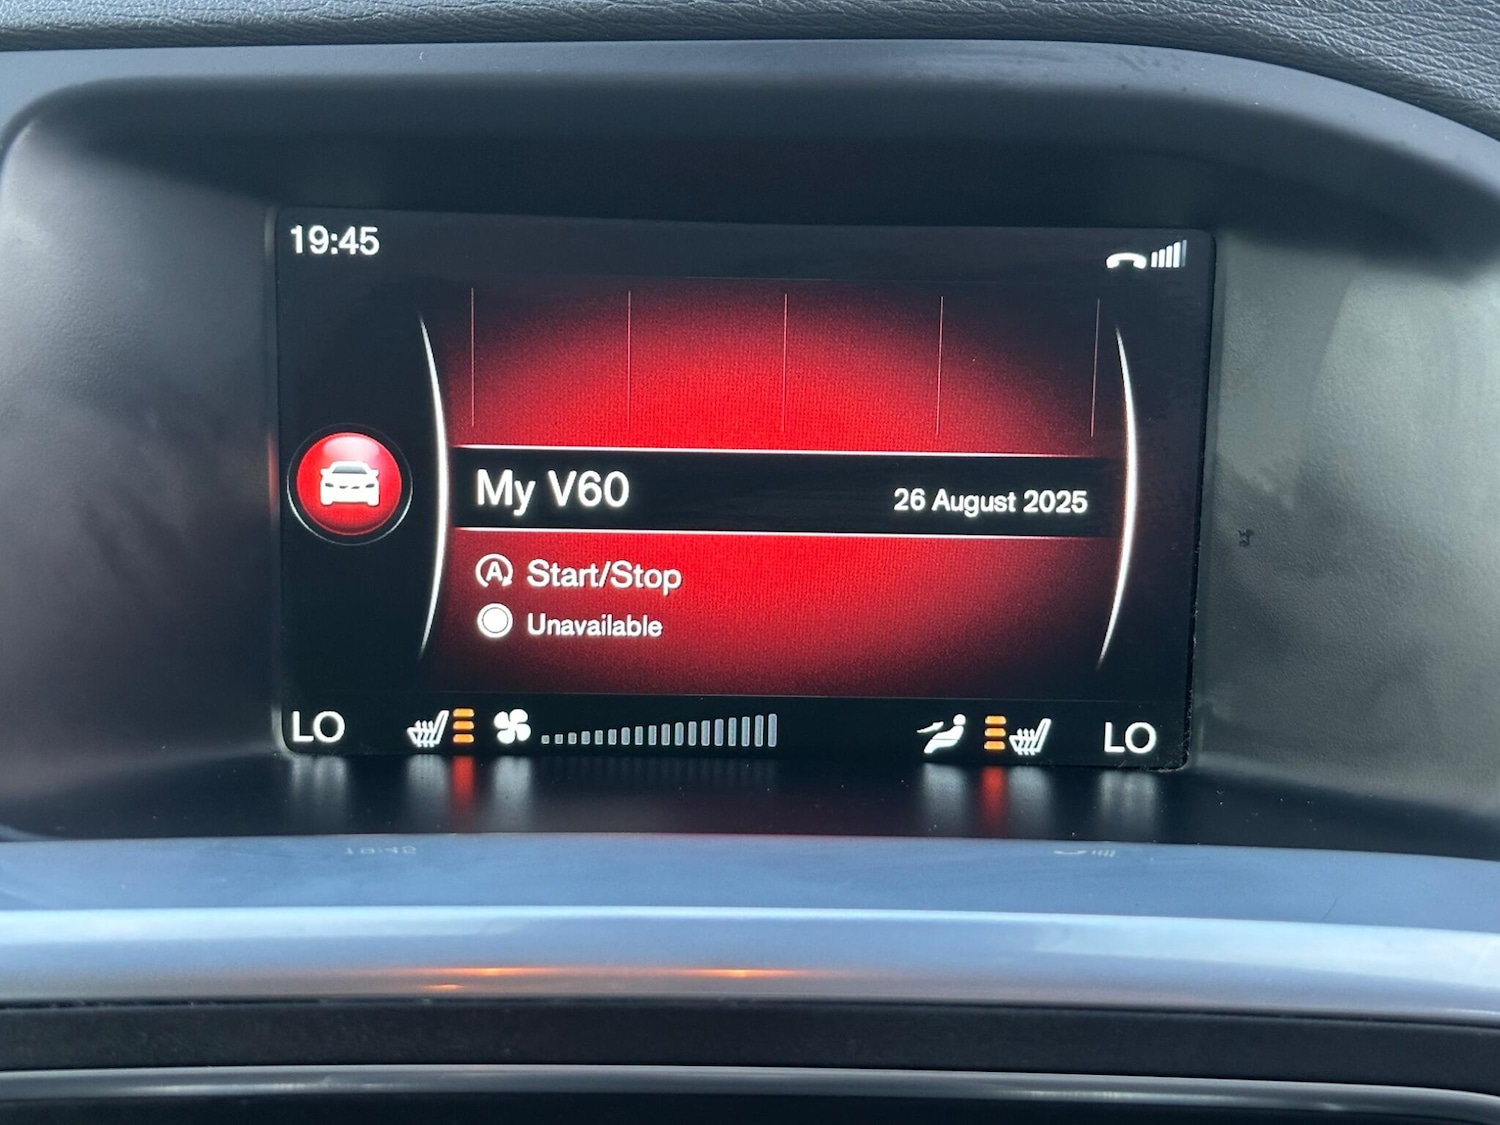 19:45
My V60
26 August 2025
A Start/Stop
Unavailable
LO
LO